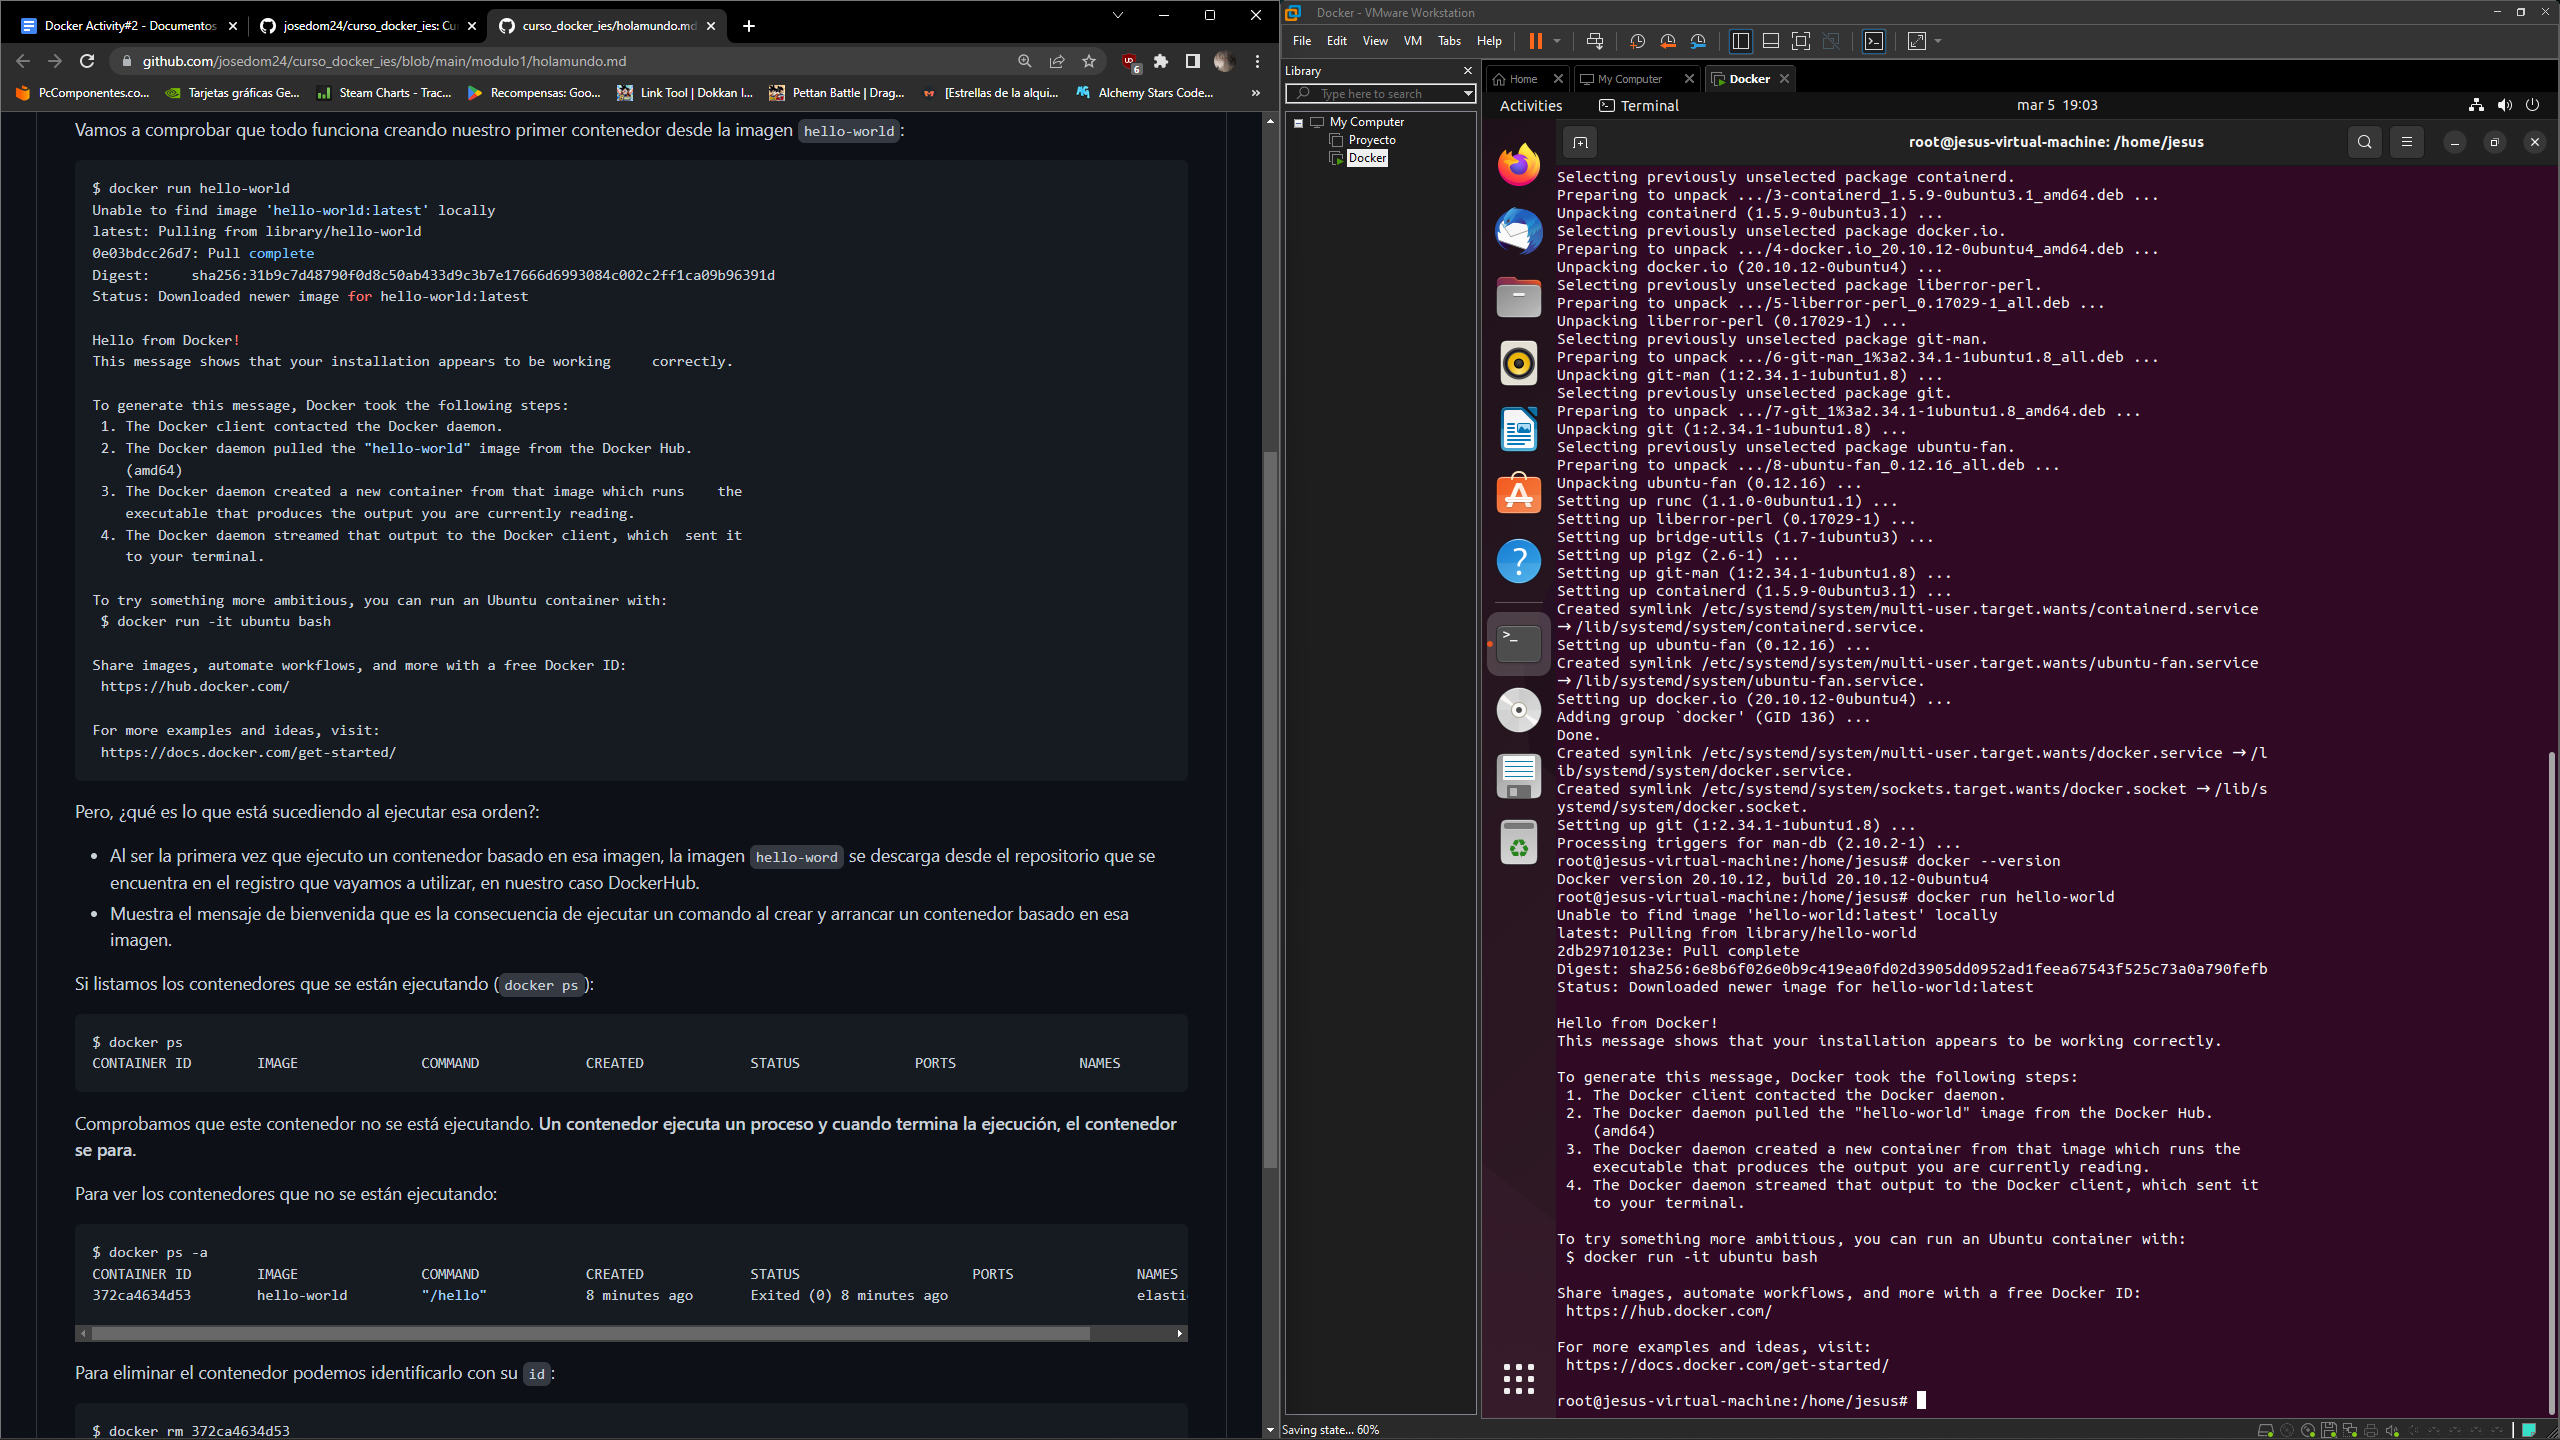 Docker Activity#2 - Documentos
josedom24/curso_docker_ies: Cu
curso_docker_ies/holamundo.md
github.com/josedom24/curso_docker_ies/blob/main/modulo1/holamundo.md
6
PcComponentes.co...
Tarjetas gráficas Ge...
Steam Charts - Trac...
Recompensas: Goo...
Link Tool | Dokkan I...
Pettan Battle | Drag...
[Estrellas de la alqui...
Alchemy Stars Code...
»
Vamos a comprobar que todo funciona creando nuestro primer contenedor desde la imagen hello-world:
$ docker run hello-world
Unable to find image 'hello-world:latest' locally
latest: Pulling from library/hello-world
0e03bdcc26d7: Pull complete
Digest:     sha256:31b9c7d48790f0d8c50ab433d9c3b7e17666d6993084c002c2ff1ca09b96391d
Status: Downloaded newer image for hello-world:latest
Hello from Docker!
This message shows that your installation appears to be working     correctly.
To generate this message, Docker took the following steps:
1. The Docker client contacted the Docker daemon.
2. The Docker daemon pulled the "hello-world" image from the Docker Hub.
(amd64)
3. The Docker daemon created a new container from that image which runs    the
executable that produces the output you are currently reading.
4. The Docker daemon streamed that output to the Docker client, which  sent it
to your terminal.
To try something more ambitious, you can run an Ubuntu container with:
$ docker run -it ubuntu bash
Share images, automate workflows, and more with a free Docker ID:
https://hub.docker.com/
For more examples and ideas, visit:
https://docs.docker.com/get-started/
Pero, ¿qué es lo que está sucediendo al ejecutar esa orden?:
• Al ser la primera vez que ejecuto un contenedor basado en esa imagen, la imagen hello-word se descarga desde el repositorio que se
encuentra en el registro que vayamos a utilizar, en nuestro caso DockerHub.
• Muestra el mensaje de bienvenida que es la consecuencia de ejecutar un comando al crear y arrancar un contenedor basado en esa
imagen.
Si listamos los contenedores que se están ejecutando (docker ps):
$ docker ps
CONTAINER ID        IMAGE               COMMAND             CREATED             STATUS              PORTS               NAMES
Comprobamos que este contenedor no se está ejecutando. Un contenedor ejecuta un proceso y cuando termina la ejecución, el contenedor
se para.
Para ver los contenedores que no se están ejecutando:
$ docker ps -a
CONTAINER ID        IMAGE               COMMAND             CREATED             STATUS                     PORTS               NAMES
372ca4634d53        hello-world         "/hello"            8 minutes ago       Exited (0) 8 minutes ago                       elasti
Para eliminar el contenedor podemos identificarlo con su id:
$ docker rm 372ca4634d53
Docker - VMware Workstation
File Edit View VM Tabs Help
Library
Type here to search
My Computer
Proyecto
Docker
Home
My Computer
Docker
Activities
Terminal
mar 5 19:03
root@jesus-virtual-machine: /home/jesus
Selecting previously unselected package containerd.
Preparing to unpack .../3-containerd_1.5.9-0ubuntu3.1_amd64.deb ...
Unpacking containerd (1.5.9-0ubuntu3.1) ...
Selecting previously unselected package docker.io.
Preparing to unpack .../4-docker.io_20.10.12-0ubuntu4_amd64.deb ...
Unpacking docker.io (20.10.12-0ubuntu4) ...
Selecting previously unselected package liberror-perl.
Preparing to unpack .../5-liberror-perl_0.17029-1_all.deb ...
Unpacking liberror-perl (0.17029-1) ...
Selecting previously unselected package git-man.
Preparing to unpack .../6-git-man_1%3a2.34.1-1ubuntu1.8_all.deb ...
Unpacking git-man (1:2.34.1-1ubuntu1.8) ...
Selecting previously unselected package git.
Preparing to unpack .../7-git_1%3a2.34.1-1ubuntu1.8_amd64.deb ...
Unpacking git (1:2.34.1-1ubuntu1.8) ...
Selecting previously unselected package ubuntu-fan.
Preparing to unpack .../8-ubuntu-fan_0.12.16_all.deb ...
Unpacking ubuntu-fan (0.12.16) ...
Setting up runc (1.1.0-0ubuntu1.1) ...
Setting up liberror-perl (0.17029-1) ...
Setting up bridge-utils (1.7-1ubuntu3) ...
Setting up pigz (2.6-1) ...
Setting up git-man (1:2.34.1-1ubuntu1.8) ...
Setting up containerd (1.5.9-0ubuntu3.1) ...
Created symlink /etc/systemd/system/multi-user.target.wants/containerd.service
→ /lib/systemd/system/containerd.service.
Setting up ubuntu-fan (0.12.16) ...
Created symlink /etc/systemd/system/multi-user.target.wants/ubuntu-fan.service
→ /lib/systemd/system/ubuntu-fan.service.
Setting up docker.io (20.10.12-0ubuntu4) ...
Adding group `docker' (GID 136) ...
Done.
Created symlink /etc/systemd/system/multi-user.target.wants/docker.service → /l
ib/systemd/system/docker.service.
Created symlink /etc/systemd/system/sockets.target.wants/docker.socket → /lib/s
ystemd/system/docker.socket.
Setting up git (1:2.34.1-1ubuntu1.8) ...
Processing triggers for man-db (2.10.2-1) ...
root@jesus-virtual-machine:/home/jesus# docker --version
Docker version 20.10.12, build 20.10.12-0ubuntu4
root@jesus-virtual-machine:/home/jesus# docker run hello-world
Unable to find image 'hello-world:latest' locally
latest: Pulling from library/hello-world
2db29710123e: Pull complete
Digest: sha256:6e8b6f026e0b9c419ea0fd02d3905dd0952ad1feea67543f525c73a0a790fefb
Status: Downloaded newer image for hello-world:latest
Hello from Docker!
This message shows that your installation appears to be working correctly.
To generate this message, Docker took the following steps:
1. The Docker client contacted the Docker daemon.
2. The Docker daemon pulled the "hello-world" image from the Docker Hub.
(amd64)
3. The Docker daemon created a new container from that image which runs the
executable that produces the output you are currently reading.
4. The Docker daemon streamed that output to the Docker client, which sent it
to your terminal.
To try something more ambitious, you can run an Ubuntu container with:
$ docker run -it ubuntu bash
Share images, automate workflows, and more with a free Docker ID:
https://hub.docker.com/
For more examples and ideas, visit:
https://docs.docker.com/get-started/
root@jesus-virtual-machine:/home/jesus#
Saving state... 60%